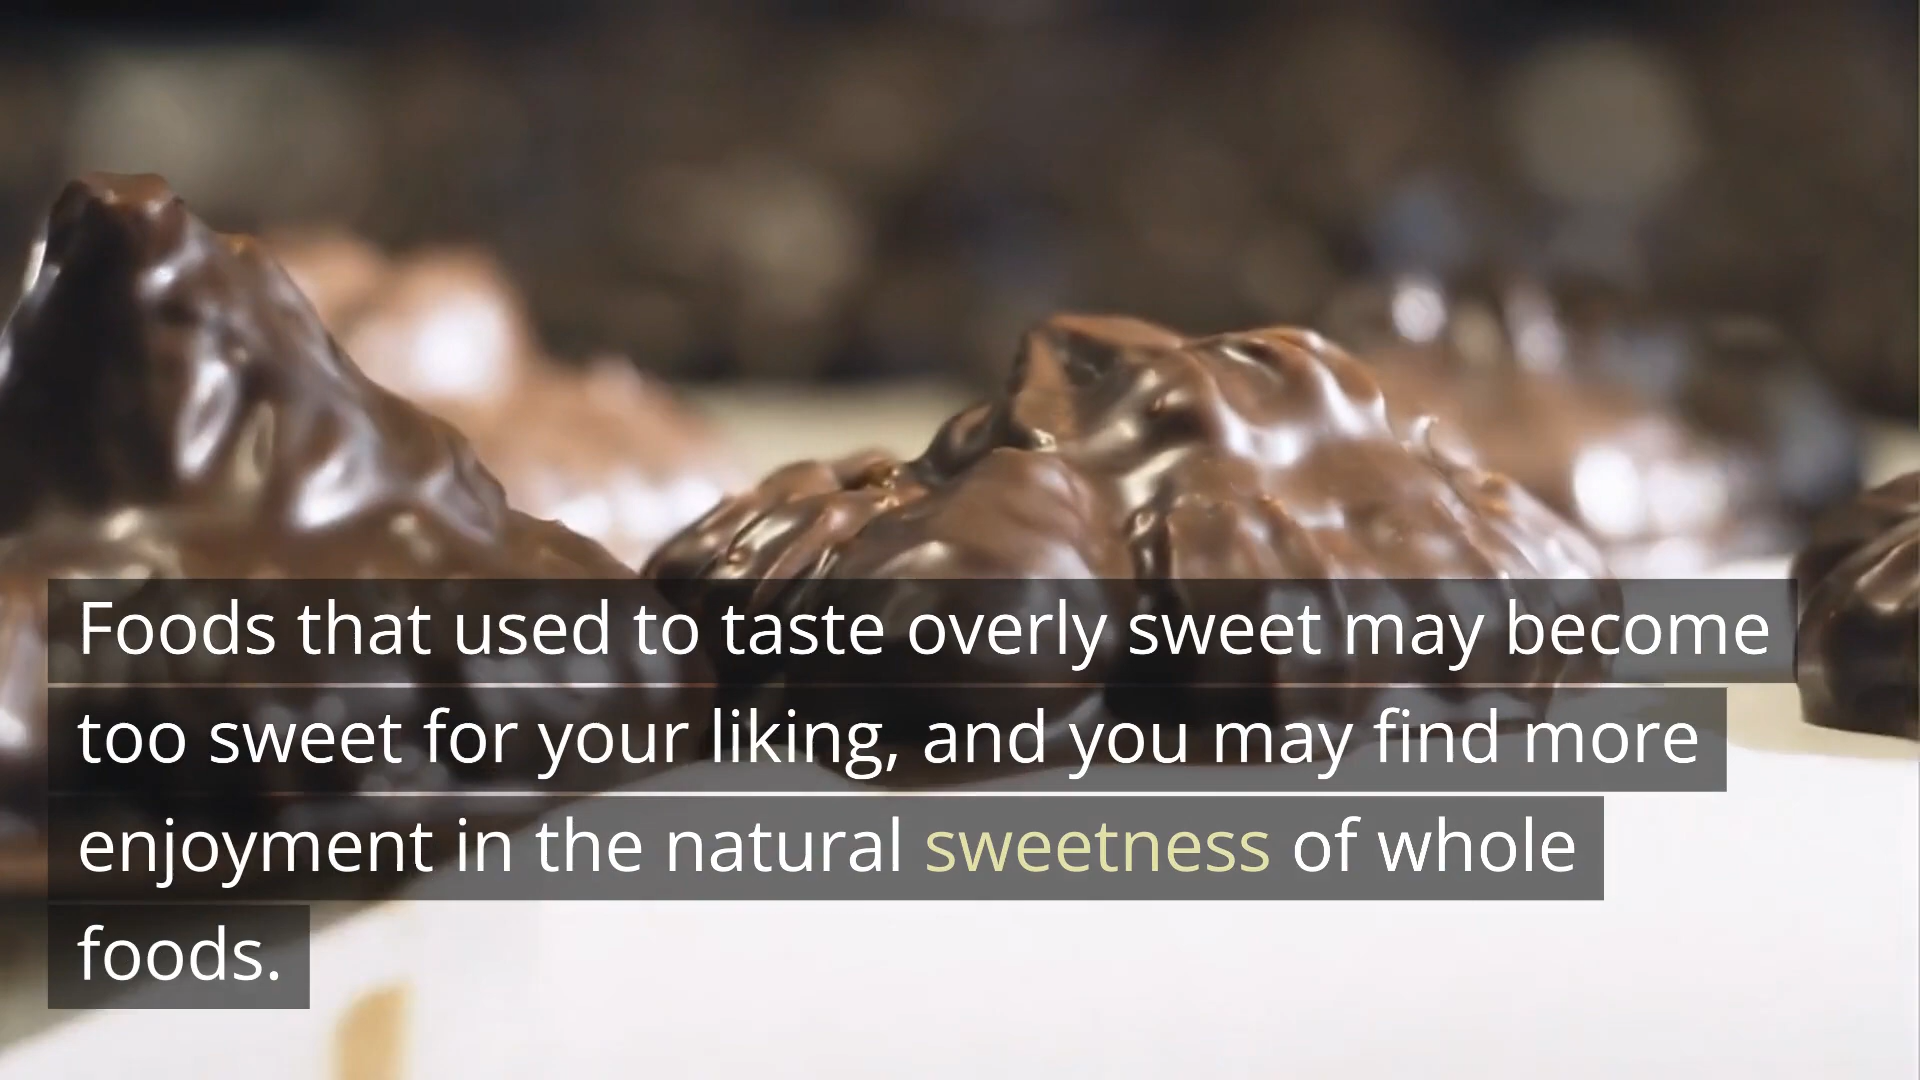 Foods that used to taste overly sweet may become
too sweet for your liking, and you may find more
enjoyment in the natural sweetness of whole
foods.